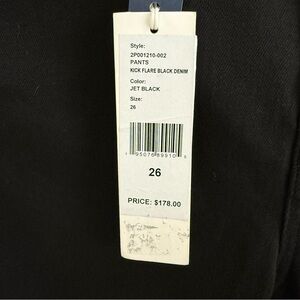 Style:
2P001210-002
PANTS
KICK FLARE BLACK DENIM
Color:
JET BLACK
Size:
26
26
PRICE: $178.00